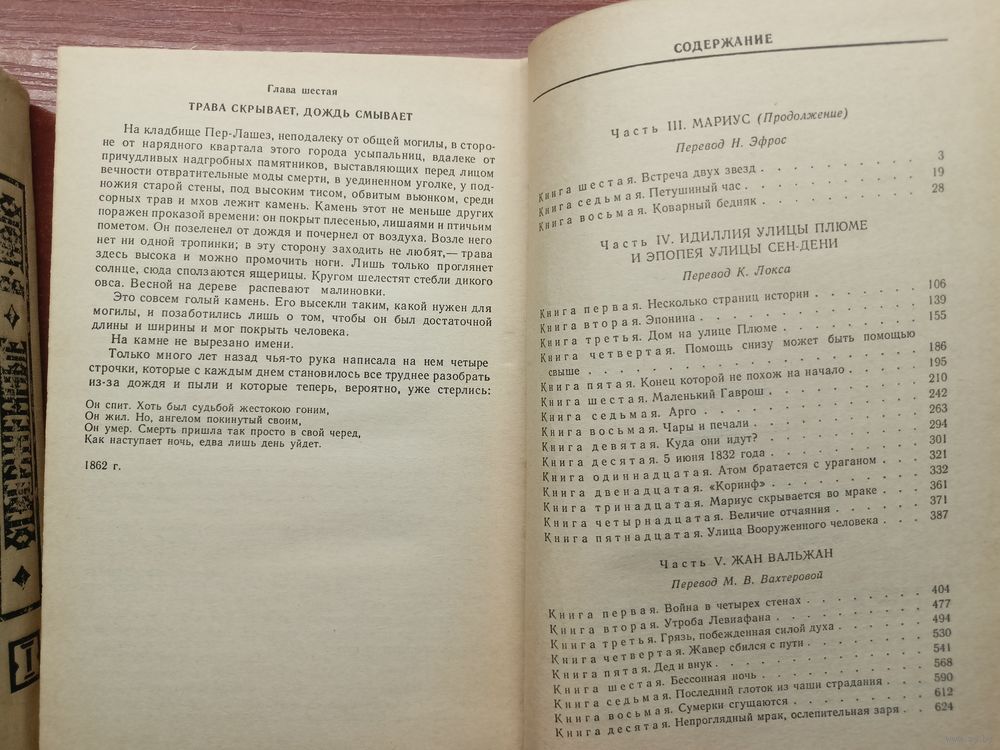 Глава шестая
ТРАВА СКРЫВАЕТ, ДОЖДЬ СМЫВАЕТ
На кладбище Пер-Лашез, неподалеку от общей могилы, в сторо-
не от нарядного квартала этого города усыпальниц, вдалеке от
причудливых надгробных памятников, выставляющих перед лицом
вечности отвратительные моды смерти, в уединенном уголке, у под-
ножия старой стены, под высоким тисом, обвитым вьюнком, среди
сорных трав и мхов лежит камень. Камень этот не меньше других
поражен проказой времени: он покрыт плесенью, лишаями и птичьим
пометом. Он позеленел от дождя и почернел от воздуха. Возле него
нет ни одной тропинки; в эту сторону заходить не любят,— трава
здесь высока и можно промочить ноги. Лишь только проглянет
солнце, сюда сползаются ящерицы. Кругом шелестят стебли дикого
овса. Весной на дереве распевают малиновки.
Это совсем голый камень. Его высекли таким, какой нужен для
могилы, и позаботились лишь о том, чтобы он был достаточной
длины и ширины и мог покрыть человека.
На камне не вырезано имени.
Только много лет назад чья-то рука написала на нем четыре
строчки, которые с каждым днем становилось все труднее разобрать
из-за дождя и пыли и которые теперь, вероятно, уже стерлись:
Он спит. Хоть был судьбой жестокою гоним,
Он жил. Но, ангелом покинутый своим,
Он умер. Смерть пришла так просто в свой черед,
Как наступает ночь, едва лишь день уйдет.
1862 г.
СОДЕРЖАНИЕ
Часть III. МАРИУС (Продолжение)
Перевод Н. Эфрос
Книга шестая. Встреча двух звезд . . . . . . . 3
Книга седьмая. Петушиный час . . . . . . . . 19
Книга восьмая. Коварный бедняк . . . . . . . 28
Часть IV. ИДИЛЛИЯ УЛИЦЫ ПЛЮМЕ
И ЭПОПЕЯ УЛИЦЫ СЕН-ДЕНИ
Перевод К. Локса
Книга первая. Несколько страниц истории . . . . . 106
Книга вторая. Эпонина . . . . . . . . . . 139
Книга третья. Дом на улице Плюме . . . . . . 155
Книга четвертая. Помощь снизу может быть помощью
свыше . . . . . . . . . . . . . . . 186
Книга пятая. Конец которой не похож на начало . . . . 195
Книга шестая. Маленький Гаврош . . . . . . . 210
Книга седьмая. Арго . . . . . . . . . . 242
Книга восьмая. Чары и печали . . . . . . . . 263
Книга девятая. Куда они идут? . . . . . . . . 294
Книга десятая. 5 июня 1832 года . . . . . . . 301
Книга одиннадцатая. Атом братается с ураганом . . . . 321
Книга двенадцатая. «Коринф» . . . . . . . . 332
Книга тринадцатая. Мариус скрывается во мраке . . . 361
Книга четырнадцатая. Величие отчаяния . . . . . 371
Книга пятнадцатая. Улица Вооруженного человека . . . 387
Часть V. ЖАН ВАЛЬЖАН
Перевод М. В. Вахтеровой
Книга первая. Война в четырех стенах . . . . . . 404
Книга вторая. Утроба Левиафана . . . . . . . 477
Книга третья. Грязь, побежденная силой духа . . . . 494
Книга четвертая. Жавер сбился с пути . . . . . . 530
Книга пятая. Дед и внук . . . . . . . . . 541
Книга шестая. Бессонная ночь . . . . . . . . 568
Книга седьмая. Последний глоток из чаши страдания . . 590
Книга восьмая. Сумерки сгущаются . . . . . . . 612
Книга десятая. Непроглядный мрак, ослепительная заря . . 624
I